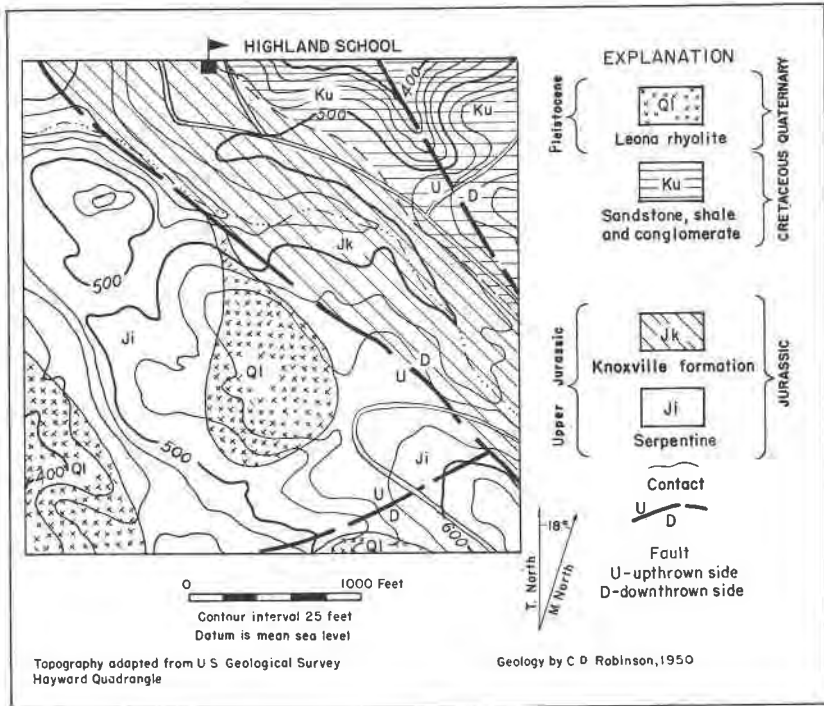 HIGHLAND SCHOOL
Ku
400
500
Ku
U
D
Jk
500
Ji
Ql
D
U
500
Ji
400
Ql
U
D
600
Ql
EXPLANATION
Pleistocene
Ql
QUATERNARY
Leona rhyolite
Ku
CRETACEOUS
Sandstone, shale
and conglomerate
Upper Jurassic
Jk
JURASSIC
Knoxville formation
Ji
Serpentine
Contact
U
D
Fault
U-upthrown side
D-downthrown side
18°
T. North
M North
0 1000 Feet
Contour interval 25 feet
Datum is mean sea level
Topography adapted from U S Geological Survey
Hayward Quadrangle
Geology by C D Robinson, 1950